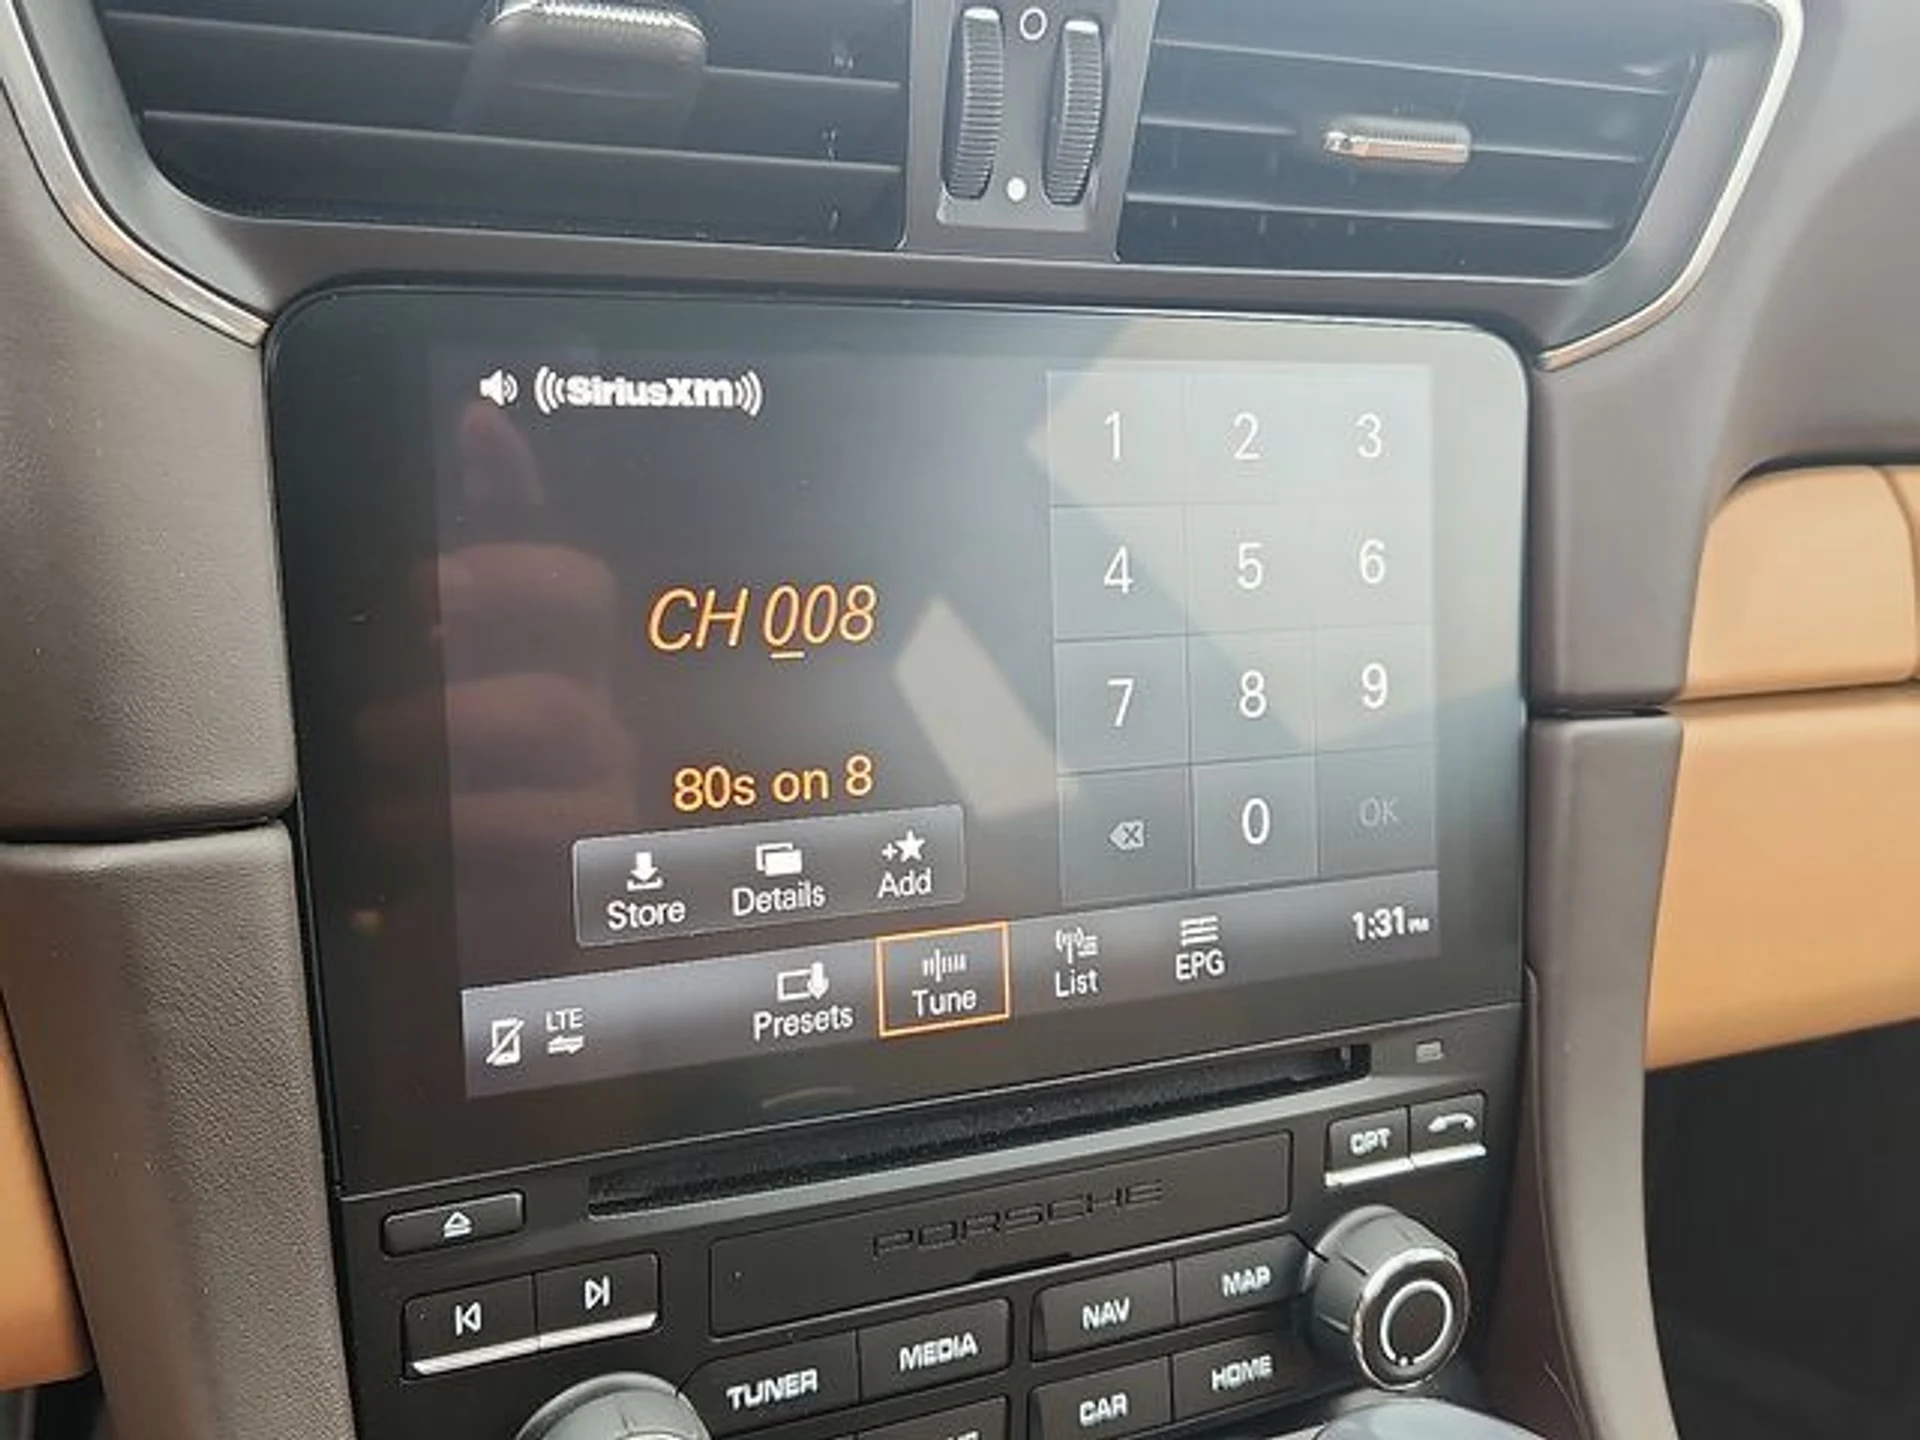 ((SiriusXM))
1 2 3
4 5 6
7 8 9
0 OK
CH 008
80s on 8
Store Details Add
LTE Presets Tune List EPG 1:31 PM
OPT
PORSCHE
NAV MAP
TUNER MEDIA
CAR HOME